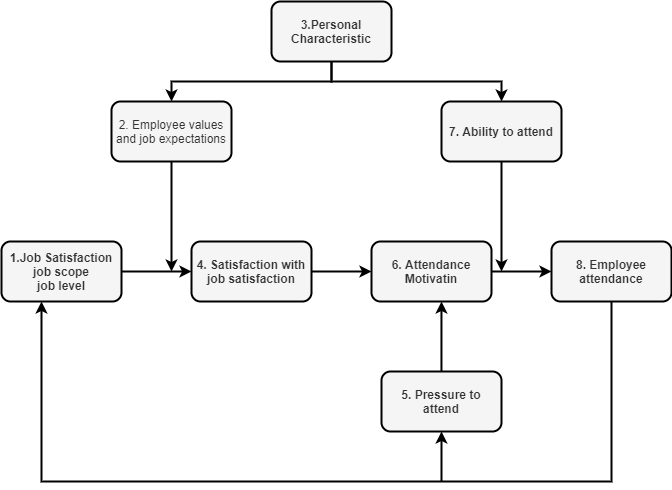 3.Personal
Characteristic
2. Employee values
and job expectations
7. Ability to attend
1.Job Satisfaction
job scope
job level
4. Satisfaction with
job satisfaction
6. Attendance
Motivatin
8. Employee
attendance
5. Pressure to
attend